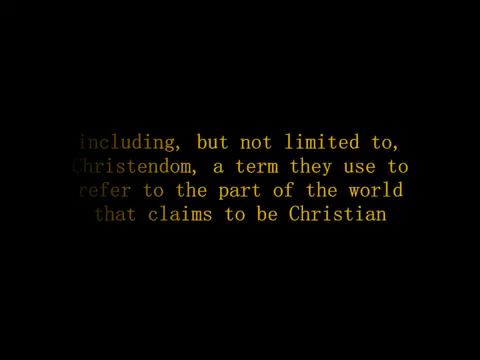 including, but not limited to,
Christendom, a term they use to
refer to the part of the world
that claims to be Christian